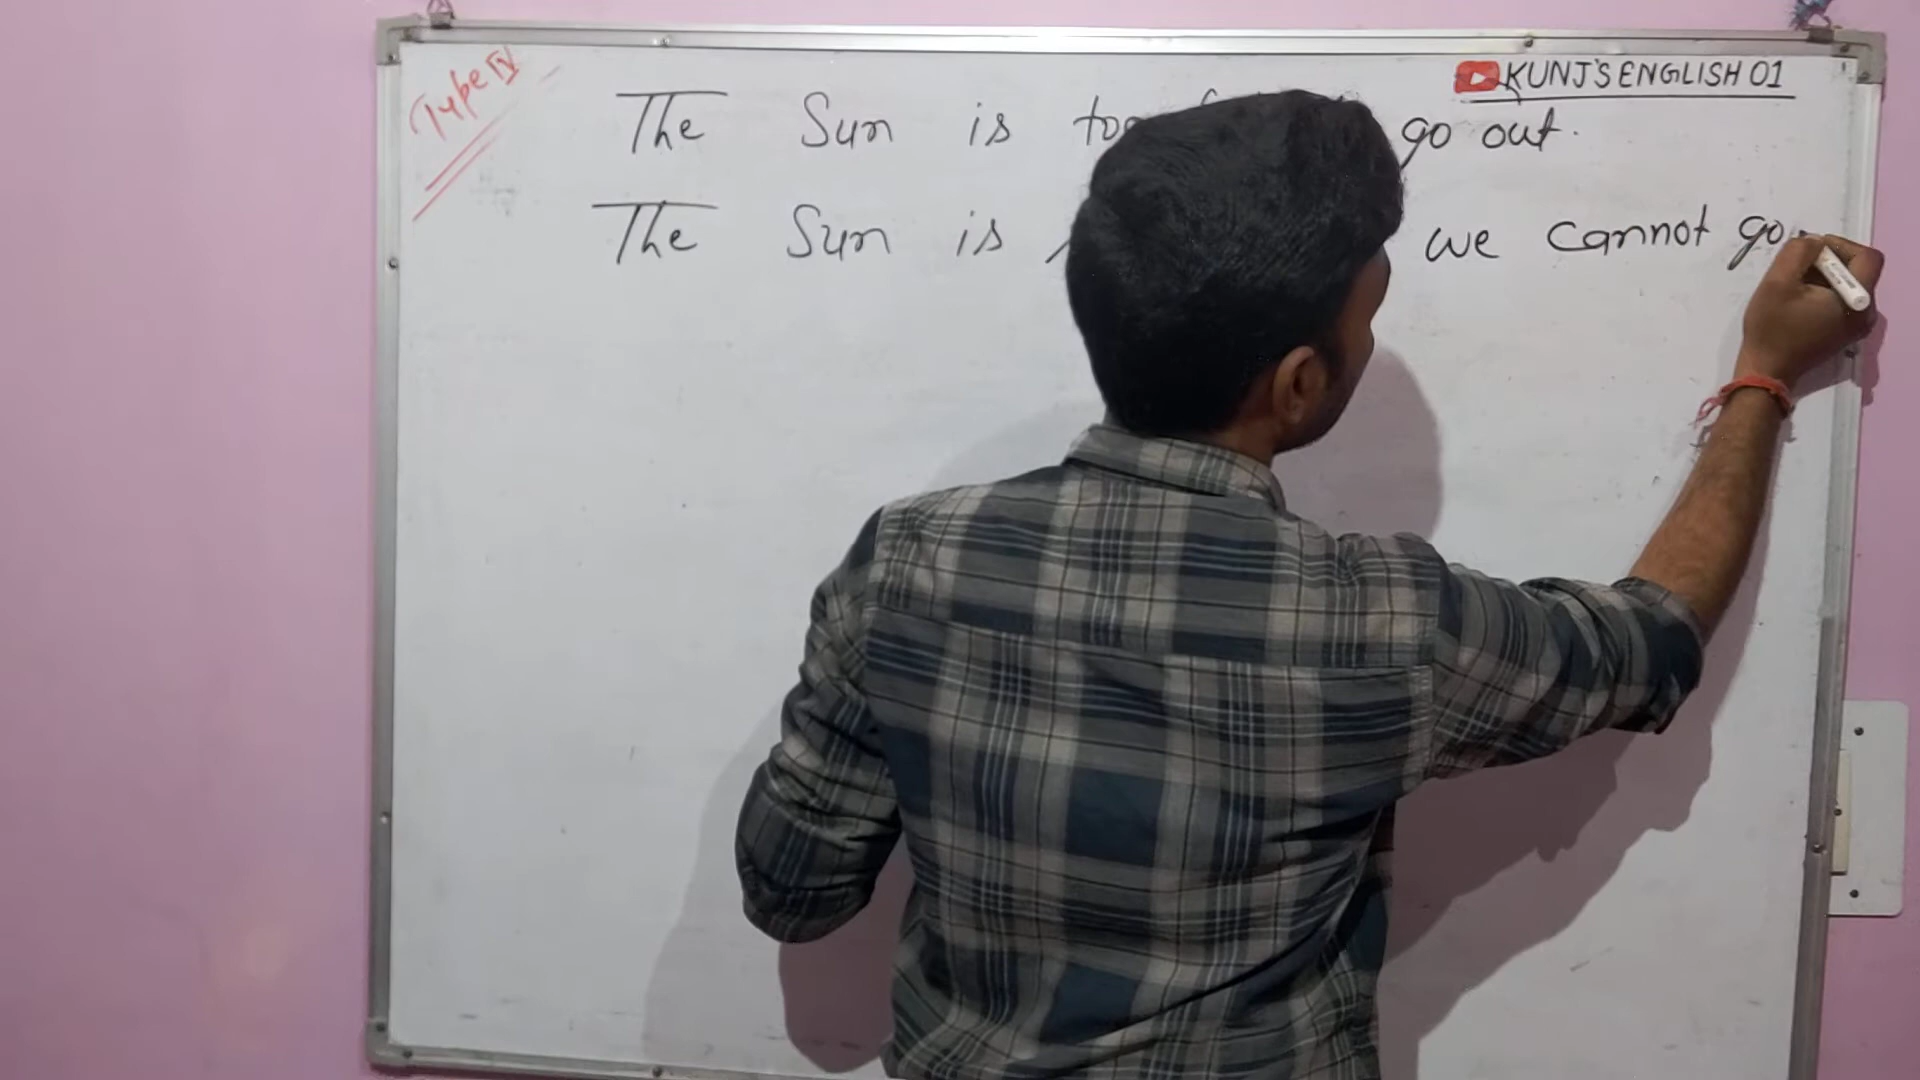 Type IV
KUNJ'S ENGLISH 01
The Sun is too go out.
The Sun is we cannot go